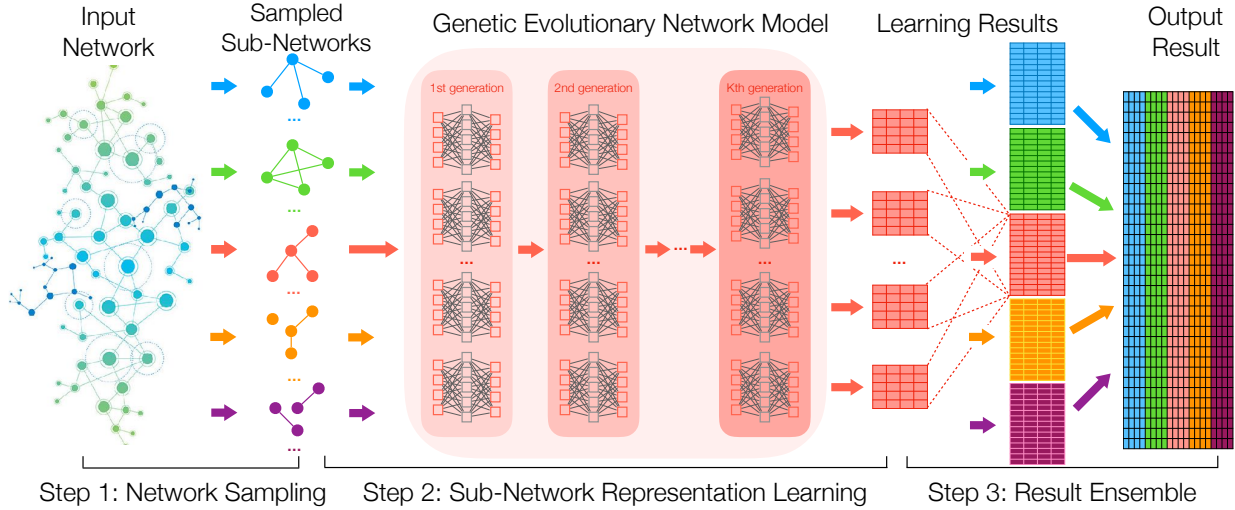 Input
Network
Sampled
Sub-Networks
Genetic Evolutionary Network Model
Learning Results
Output
Result
1st generation
2nd generation
Kth generation
...
...
...
...
...
...
...
...
...
...
Step 1: Network Sampling
Step 2: Sub-Network Representation Learning
Step 3: Result Ensemble